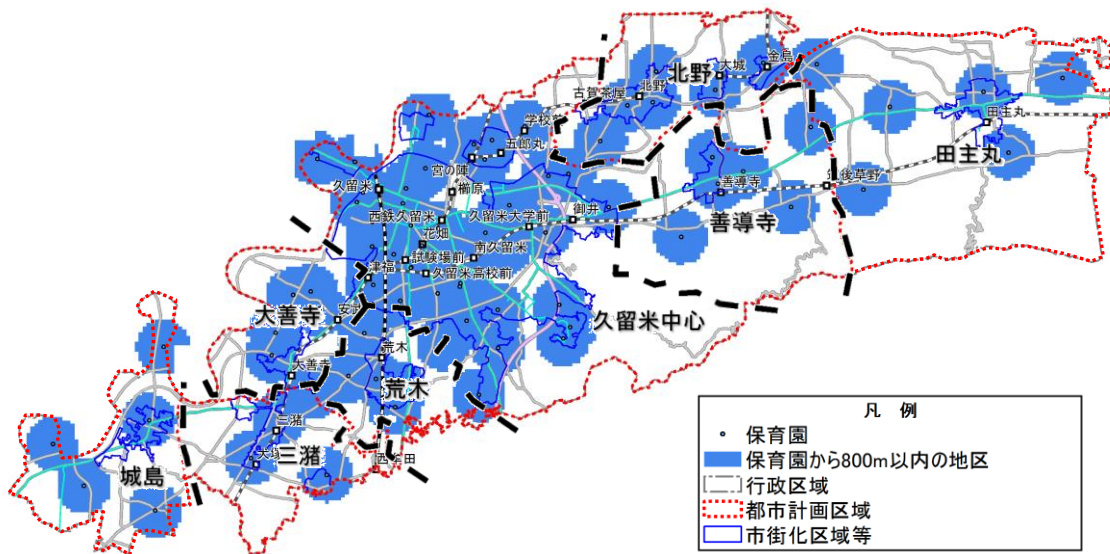 金島
大城
北野
北野
古賀茶屋
学校前
五郎丸
宮の陣
田主丸
田主丸
久留米
櫛原
善導寺
筑後草野
善導寺
西鉄久留米
久留米大学前
御井
花畑
南久留米
試験場前
津福
久留米高校前
大善寺
安武
久留米中心
荒木
大善寺
荒木
三潴
三潴
犬塚
西牟田
城島
凡 例
保育園
保育園から800m以内の地区
行政区域
都市計画区域
市街化区域等